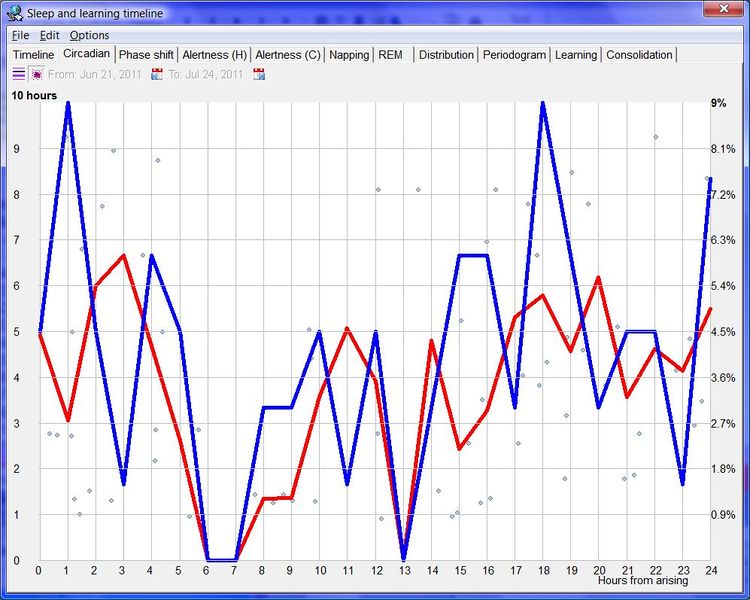 Sleep and learning timeline
File Edit Options
Timeline Circadian Phase shift Alertness (H) Alertness (C) Napping REM Distribution Periodogram Learning Consolidation
From: Jun 21, 2011 To: Jul 24, 2011
10 hours 9%
9 8.1%
8 7.2%
7 6.3%
6 5.4%
5 4.5%
4 3.6%
3 2.7%
2 1.8%
1 0.9%
0
0 1 2 3 4 5 6 7 8 9 10 11 12 13 14 15 16 17 18 19 20 21 22 23 24
Hours from arising